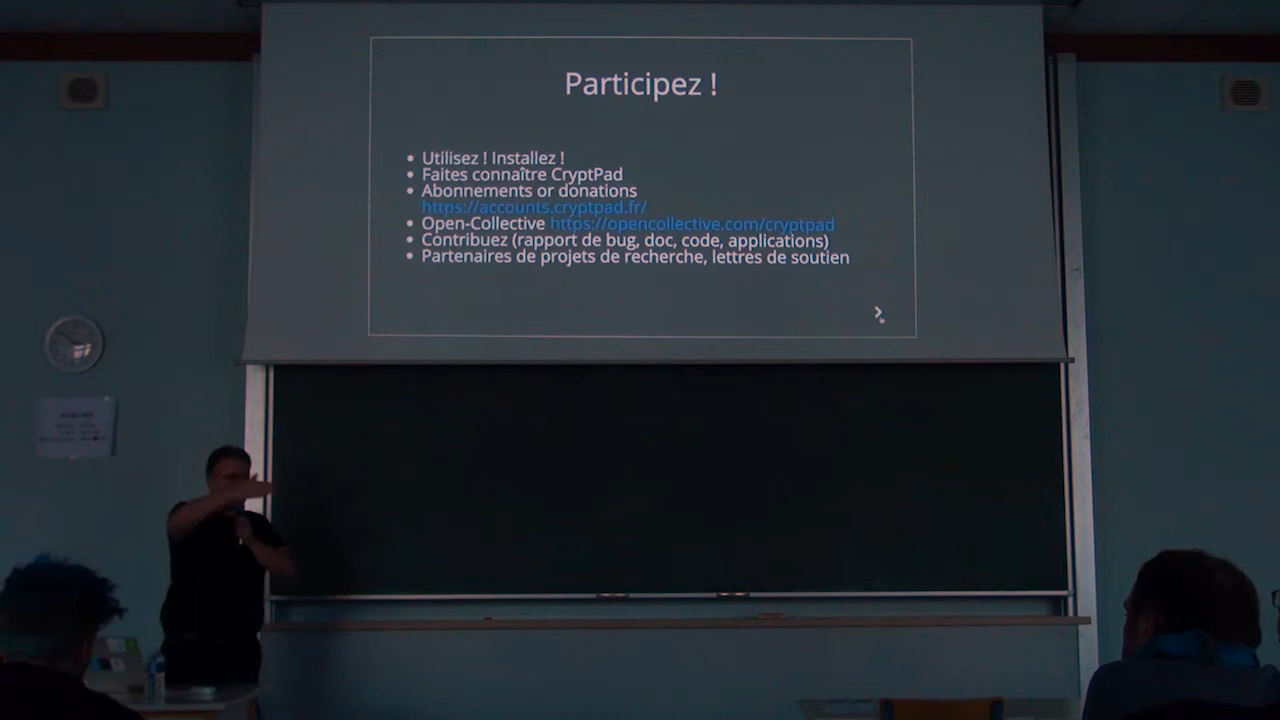 Participez !
• Utilisez ! Installez !
• Faites connaître CryptPad
• Abonnements or donations
https://accounts.cryptpad.fr/
• Open-Collective https://opencollective.com/cryptpad
• Contribuez (rapport de bug, doc, code, applications)
• Partenaires de projets de recherche, lettres de soutien